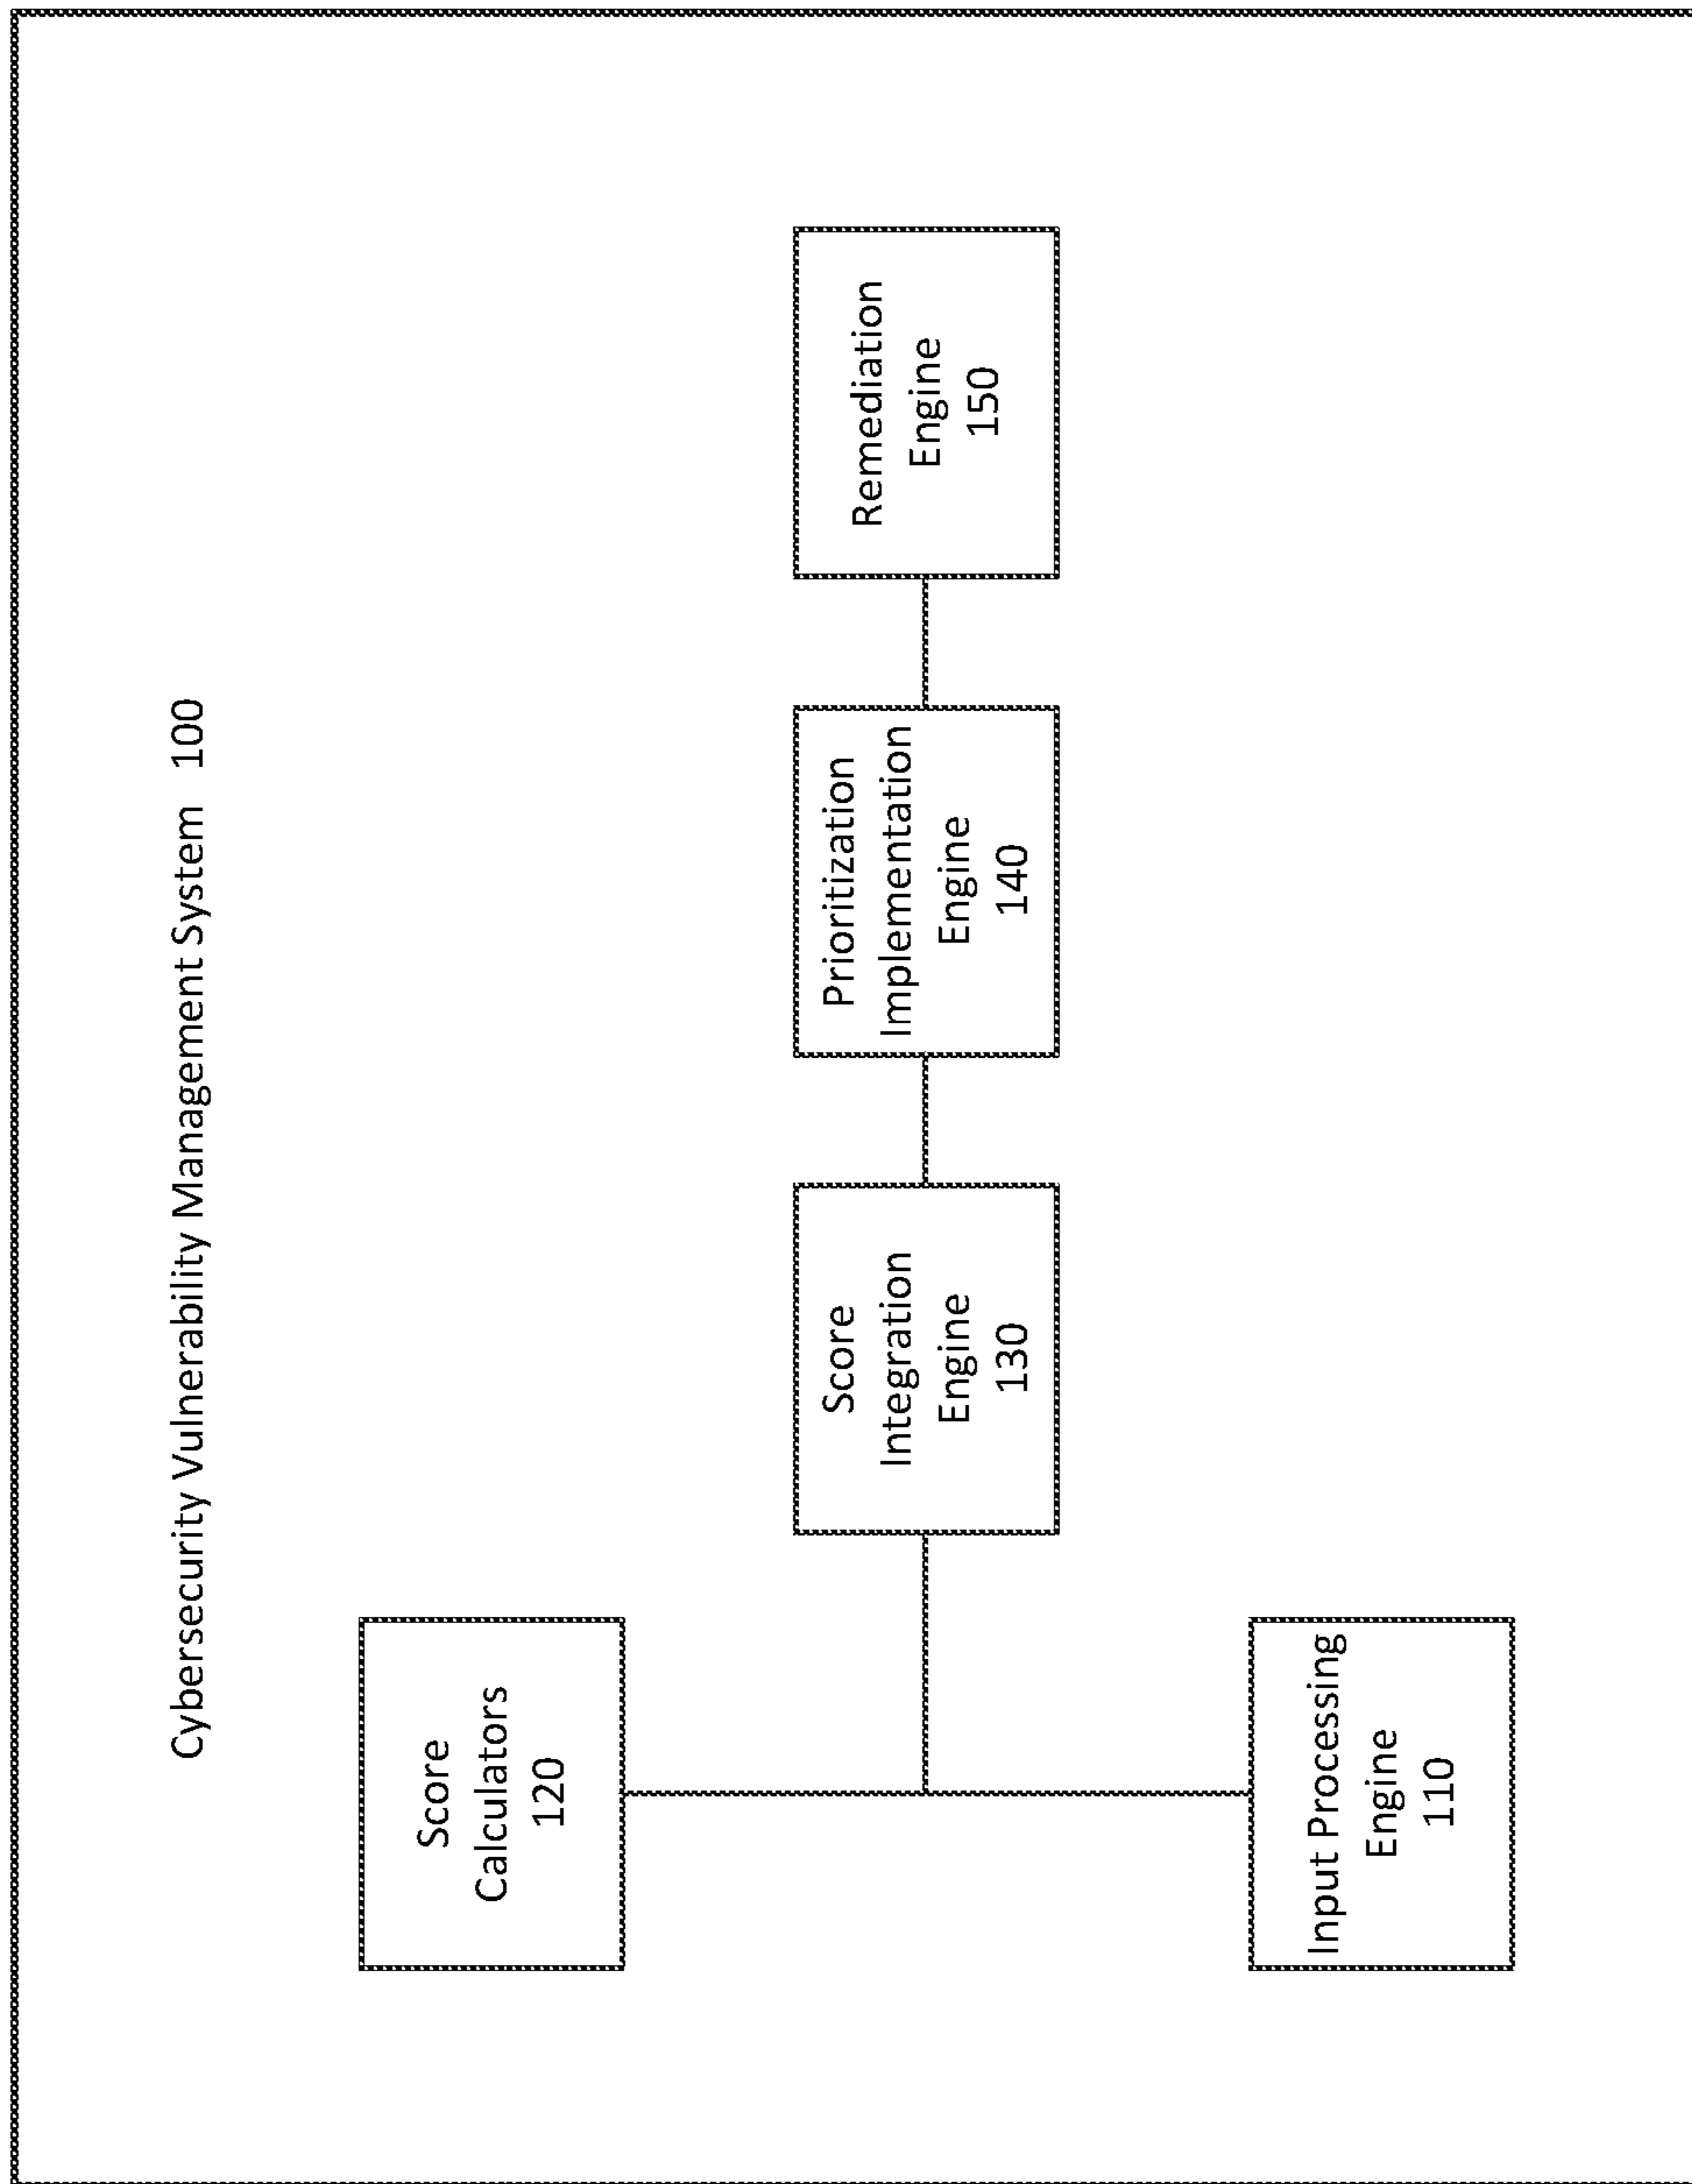 Cybersecurity Vulnerability Management System 100
Score
Calculators
120
Input Processing
Engine
110
Score
Integration
Engine
130
Prioritization
Implementation
Engine
140
Remediation
Engine
150